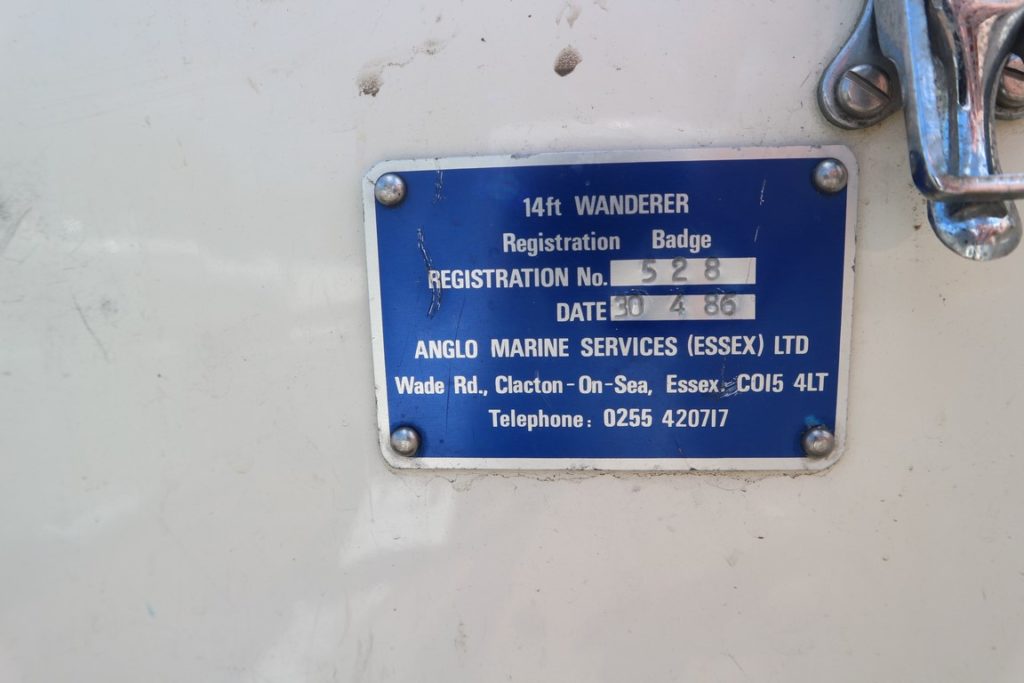 14ft WANDERER
Registration Badge
REGISTRATION No. 528
DATE 30 4 86
ANGLO MARINE SERVICES (ESSEX) LTD
Wade Rd., Clacton-On-Sea, Essex. CO15 4LT
Telephone: 0255 420717